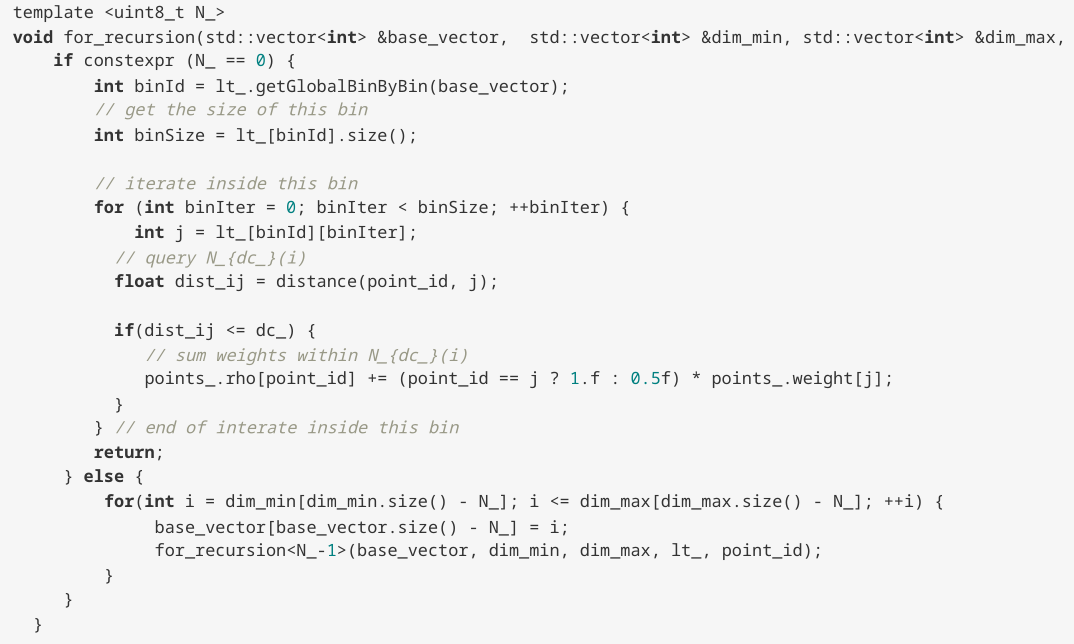 template <uint8_t N_>
void for_recursion(std::vector<int> &base_vector,  std::vector<int> &dim_min, std::vector<int> &dim_max,
    if constexpr (N_ == 0) {
        int binId = lt_.getGlobalBinByBin(base_vector);
        // get the size of this bin
        int binSize = lt_[binId].size();

        // iterate inside this bin
        for (int binIter = 0; binIter < binSize; ++binIter) {
            int j = lt_[binId][binIter];
          // query N_{dc_}(i)
          float dist_ij = distance(point_id, j);

          if(dist_ij <= dc_) {
             // sum weights within N_{dc_}(i)
             points_.rho[point_id] += (point_id == j ? 1.f : 0.5f) * points_.weight[j];
          }
        } // end of interate inside this bin
        return;
     } else {
         for(int i = dim_min[dim_min.size() - N_]; i <= dim_max[dim_max.size() - N_]; ++i) {
              base_vector[base_vector.size() - N_] = i;
              for_recursion<N_-1>(base_vector, dim_min, dim_max, lt_, point_id);
         }
     }
  }